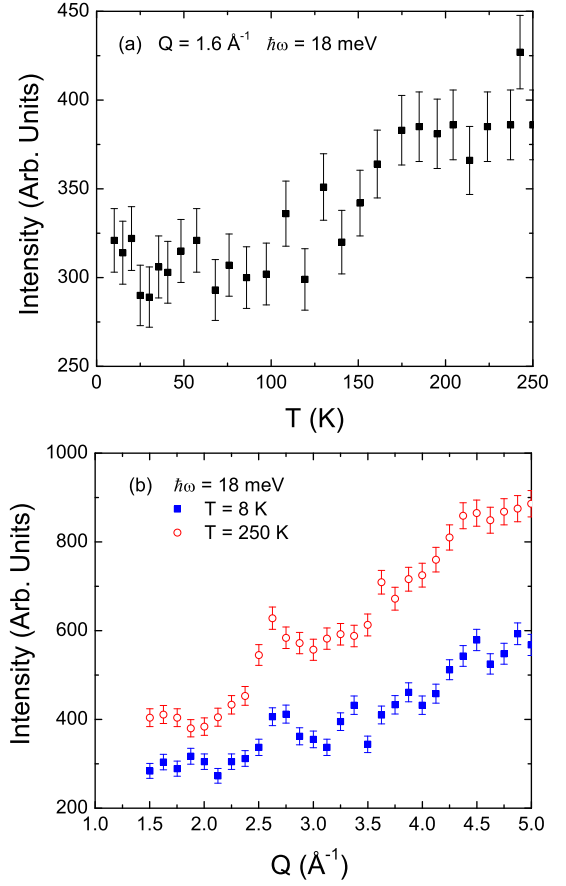 (a) Q = 1.6 Å⁻¹ ħω = 18 meV
450
400
350
300
250
Intensity (Arb. Units)
0 50 100 150 200 250
T (K)
(b) ħω = 18 meV
T = 8 K
T = 250 K
1000
800
600
400
200
Intensity (Arb. Units)
1.0 1.5 2.0 2.5 3.0 3.5 4.0 4.5 5.0
Q (Å⁻¹)